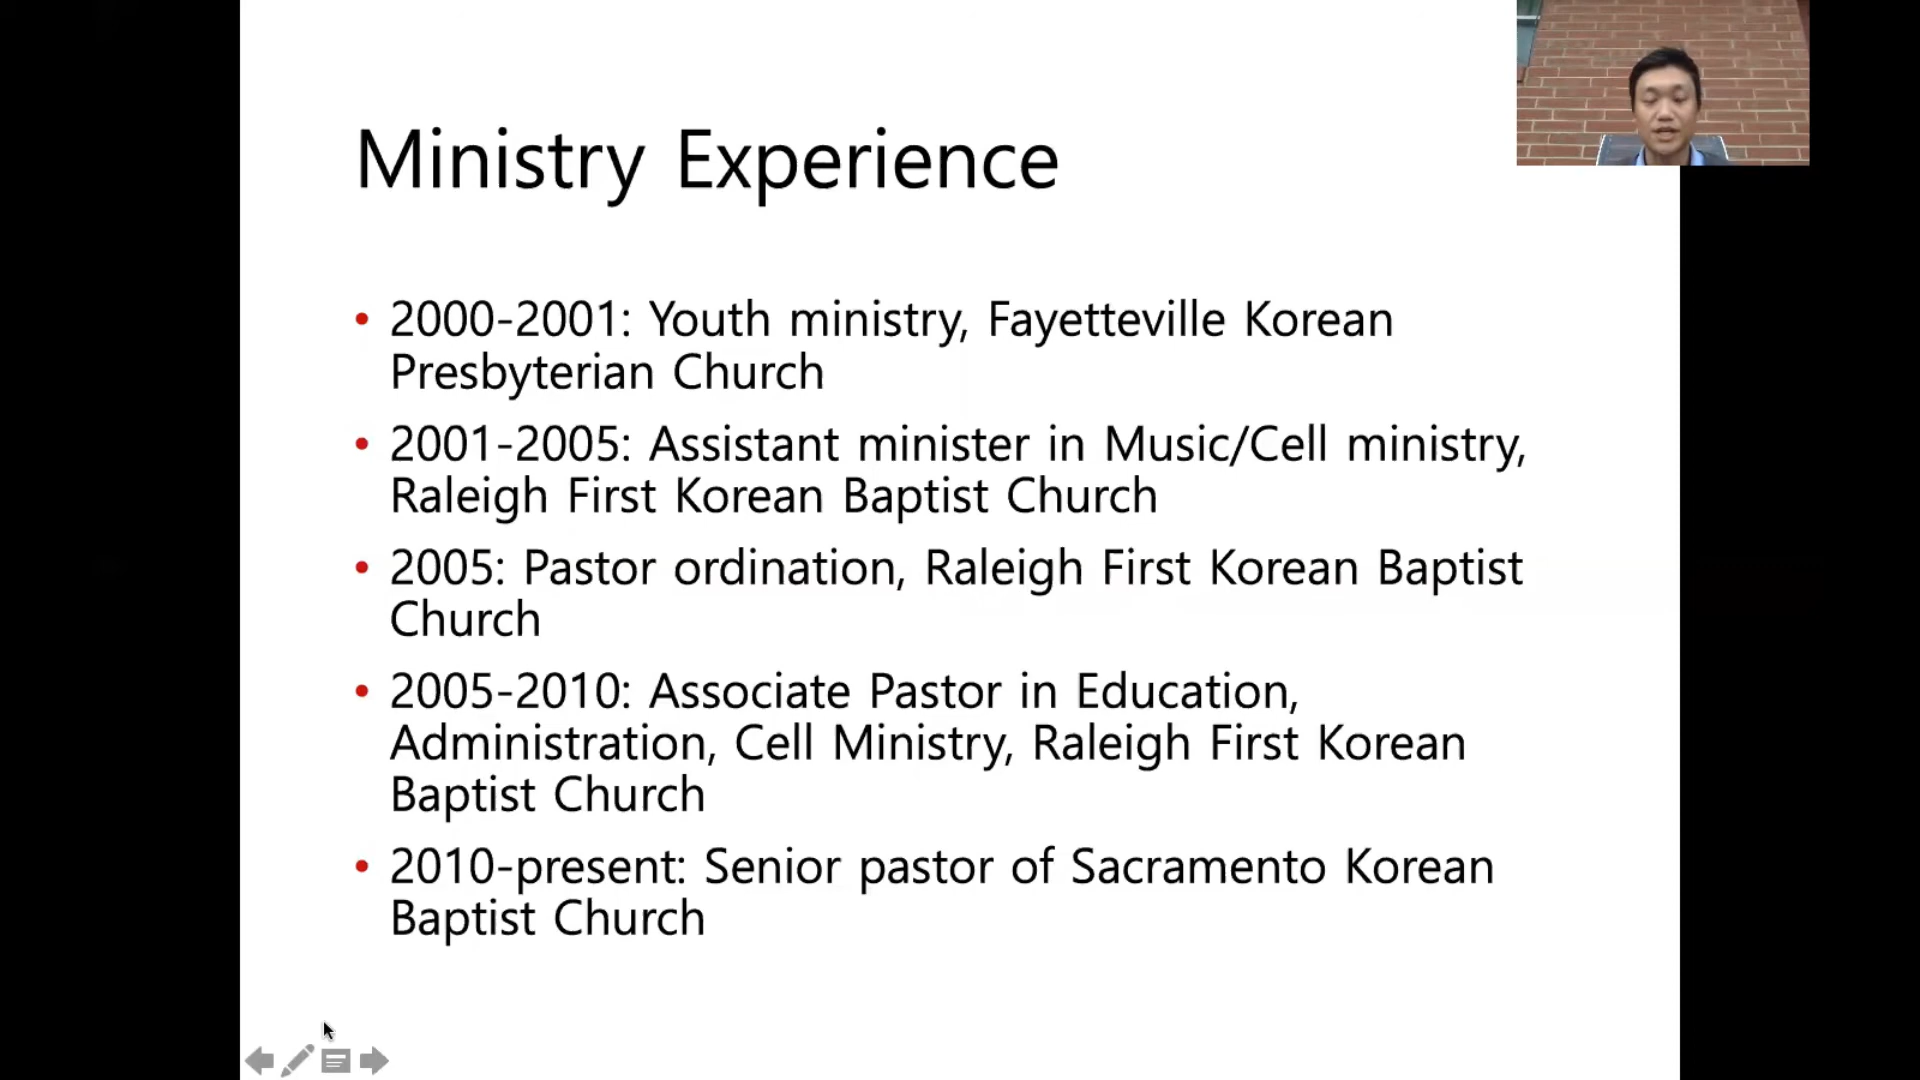 Ministry Experience
• 2000-2001: Youth ministry, Fayetteville Korean
Presbyterian Church
• 2001-2005: Assistant minister in Music/Cell ministry,
Raleigh First Korean Baptist Church
• 2005: Pastor ordination, Raleigh First Korean Baptist
Church
• 2005-2010: Associate Pastor in Education,
Administration, Cell Ministry, Raleigh First Korean
Baptist Church
• 2010-present: Senior pastor of Sacramento Korean
Baptist Church